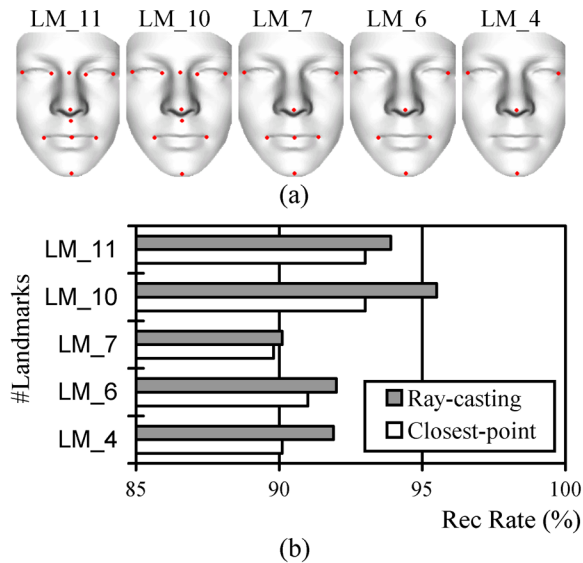 LM_11 LM_10 LM_7 LM_6 LM_4
(a)
#Landmarks
LM_11
LM_10
LM_7
LM_6
LM_4
Ray-casting
Closest-point
85 90 95 100
Rec Rate (%)
(b)